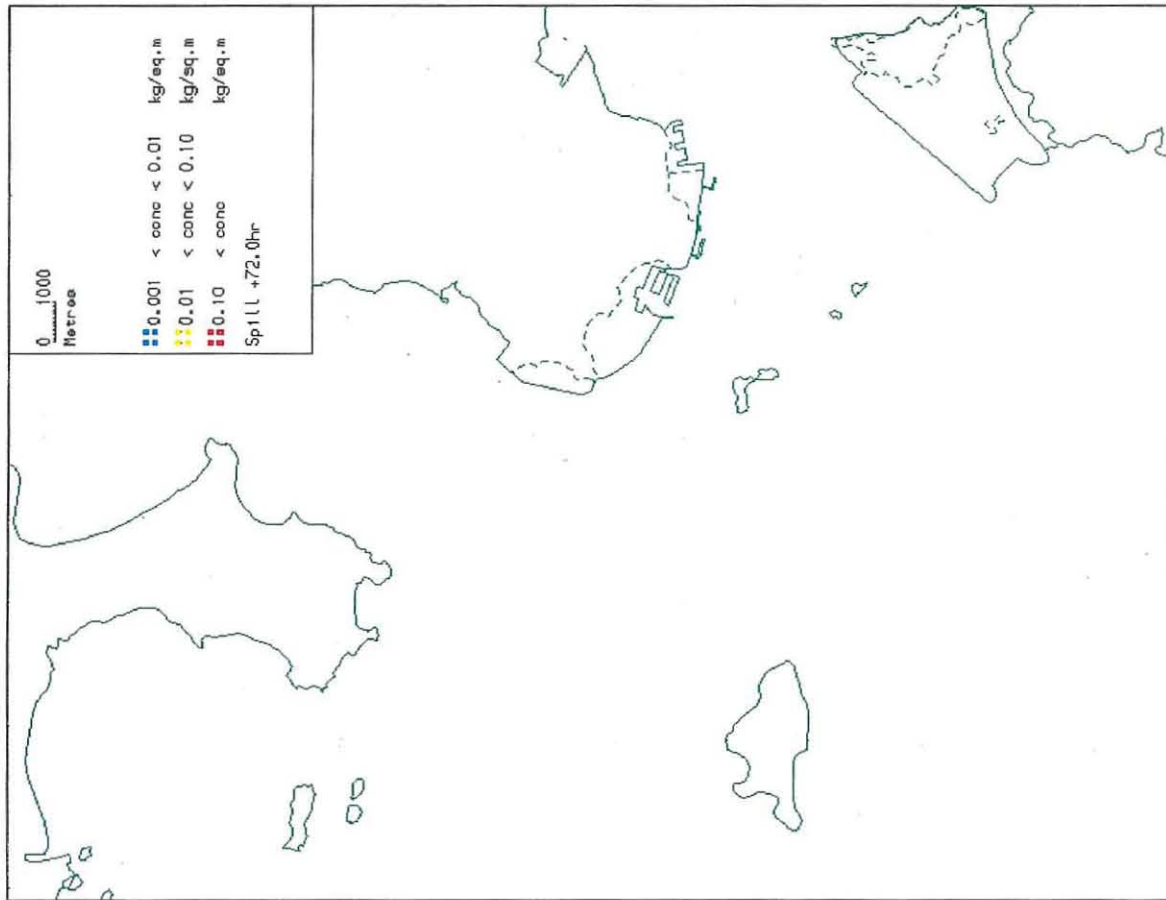 0 1000
Metres
0.001 < conc < 0.01 kg/sq.m
0.01 < conc < 0.10 kg/sq.m
0.10 < conc kg/sq.m
Spill +72.0hr